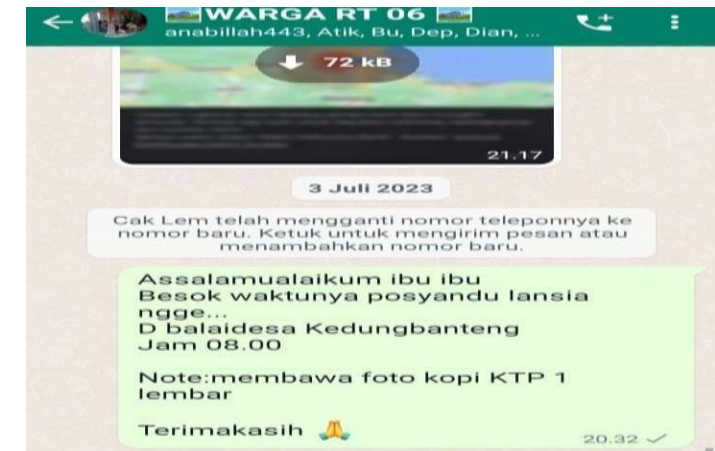 WARGA RT 06
anabillah443, Atik, Bu, Dep, Dian, ...
72 kB
21.17
3 Juli 2023
Cak Lem telah mengganti nomor teleponnya ke
nomor baru. Ketuk untuk mengirim pesan atau
menambahkan nomor baru.
Assalamualaikum ibu ibu
Besok waktunya posyandu lansia
ngge...
D balaidesa Kedungbanteng
Jam 08.00
Note:membawa foto kopi KTP 1
lembar
Terimakasih 🙏
20.32